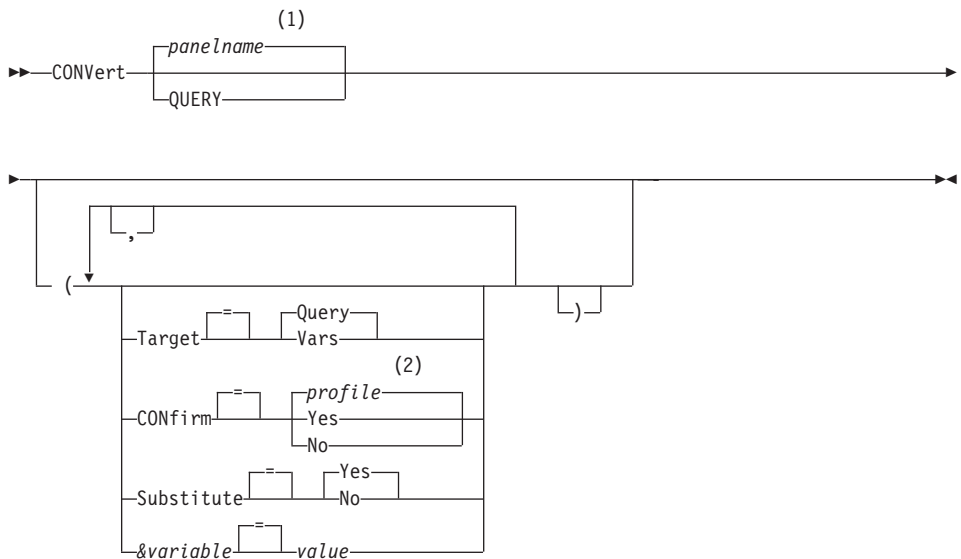 (1)
panelname
CONVert
QUERY
,
(
)
= Query
Target Vars
(2)
= profile
CONfirm Yes
No
= Yes
Substitute No
=
&variable value